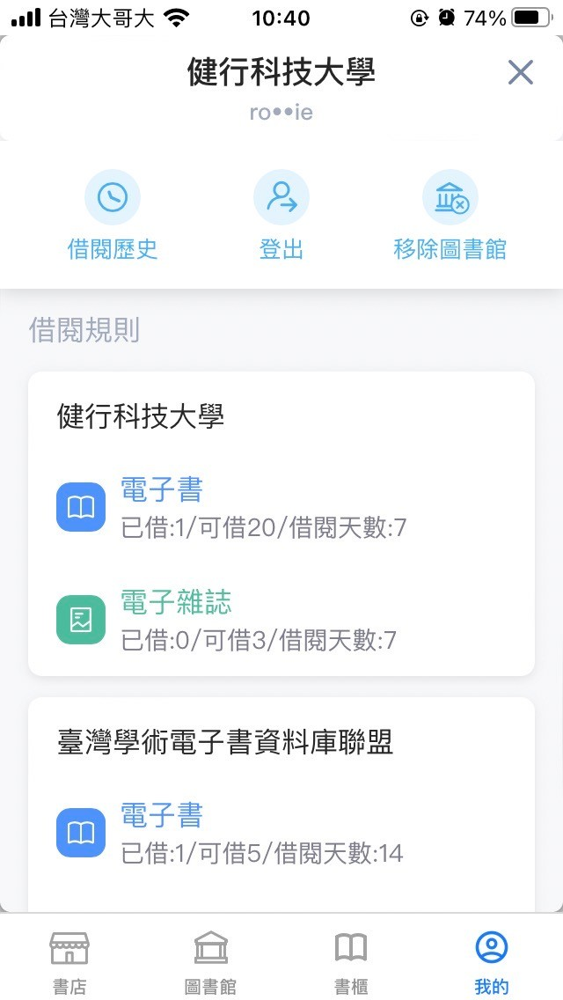 台灣大哥大 10:40 74%
健行科技大學
ro••ie
借閱歷史 登出 移除圖書館
借閱規則
健行科技大學
電子書
已借:1/可借20/借閱天數:7
電子雜誌
已借:0/可借3/借閱天數:7
臺灣學術電子書資料庫聯盟
電子書
已借:1/可借5/借閱天數:14
書店 圖書館 書櫃 我的